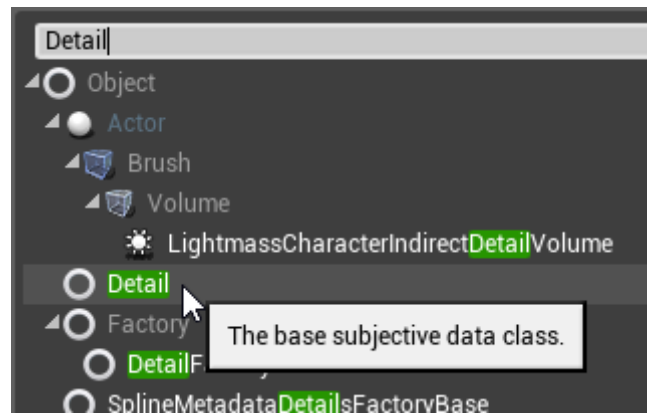 Detail
Object
Actor
Brush
Volume
LightmassCharacterIndirectDetailVolume
Detail
Factory
The base subjective data class.
SplineMetadataDetailsFactoryBase